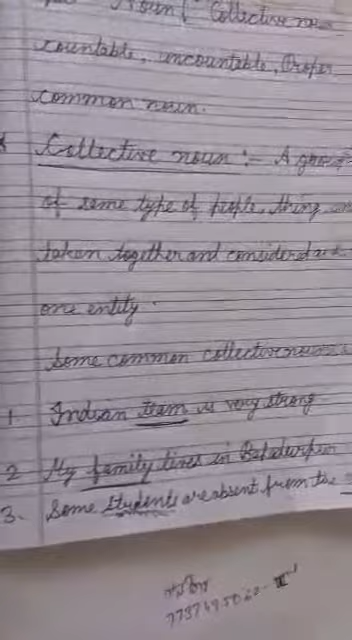 Noun ( Collective noun
countable, uncountable, Proper
common noun.
Collective noun :- A group
of same type of people, thing
taken together and considered as
one entity.
Some common collective nouns
1. Indian team is very strong.
2 My family lives in
3. Some students are absent from the